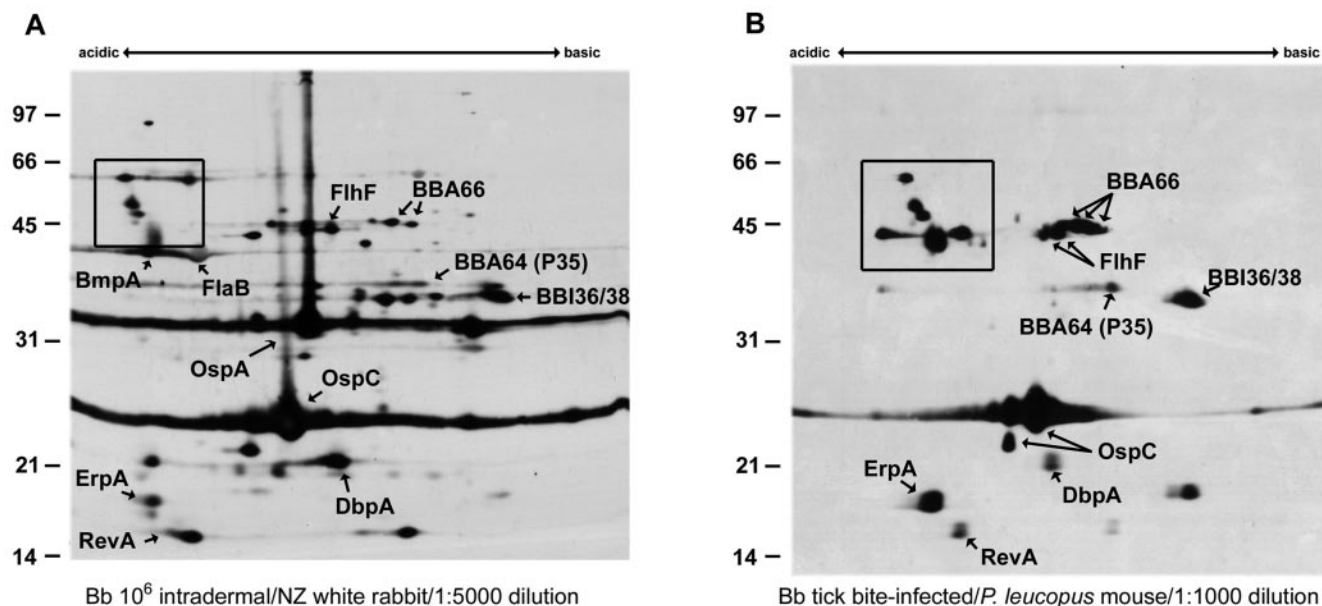 A
acidic basic
97
66
45
31
21
14
FlhF
BBA66
BmpA
FlaB
BBA64 (P35)
BBI36/38
OspA
OspC
ErpA
DbpA
RevA
Bb 10⁶ intradermal/NZ white rabbit/1:5000 dilution
B
acidic basic
97
66
45
31
21
14
BBA66
FlhF
BBI36/38
BBA64 (P35)
OspC
ErpA
DbpA
RevA
Bb tick bite-infected/P. leucopus mouse/1:1000 dilution